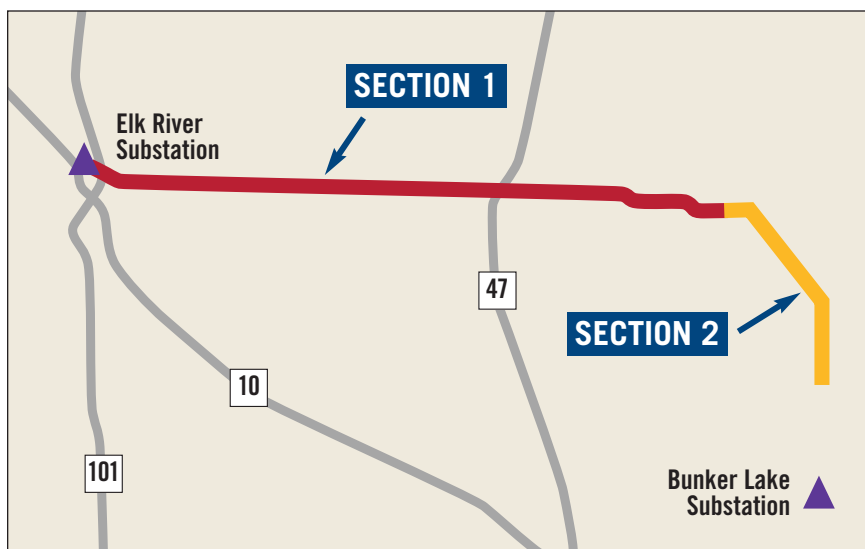 SECTION 1
Elk River
Substation
47
SECTION 2
10
101
Bunker Lake
Substation